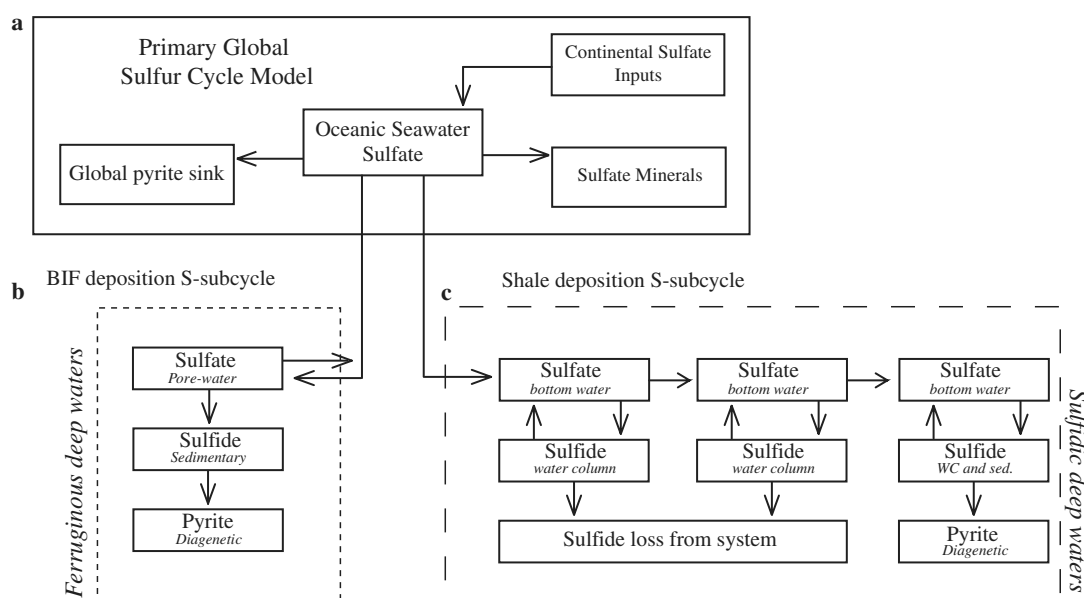 a
Primary Global
Sulfur Cycle Model
Continental Sulfate
Inputs
Oceanic Seawater
Sulfate
Global pyrite sink
Sulfate Minerals
b
BIF deposition S-subcycle
Ferruginous deep waters
Sulfate
Pore-water
Sulfide
Sedimentary
Pyrite
Diagenetic
c
Shale deposition S-subcycle
Sulfate
bottom water
Sulfate
bottom water
Sulfate
bottom water
Sulfide
water column
Sulfide
water column
Sulfide
WC and sed.
Sulfide loss from system
Pyrite
Diagenetic
Sulfidic deep waters